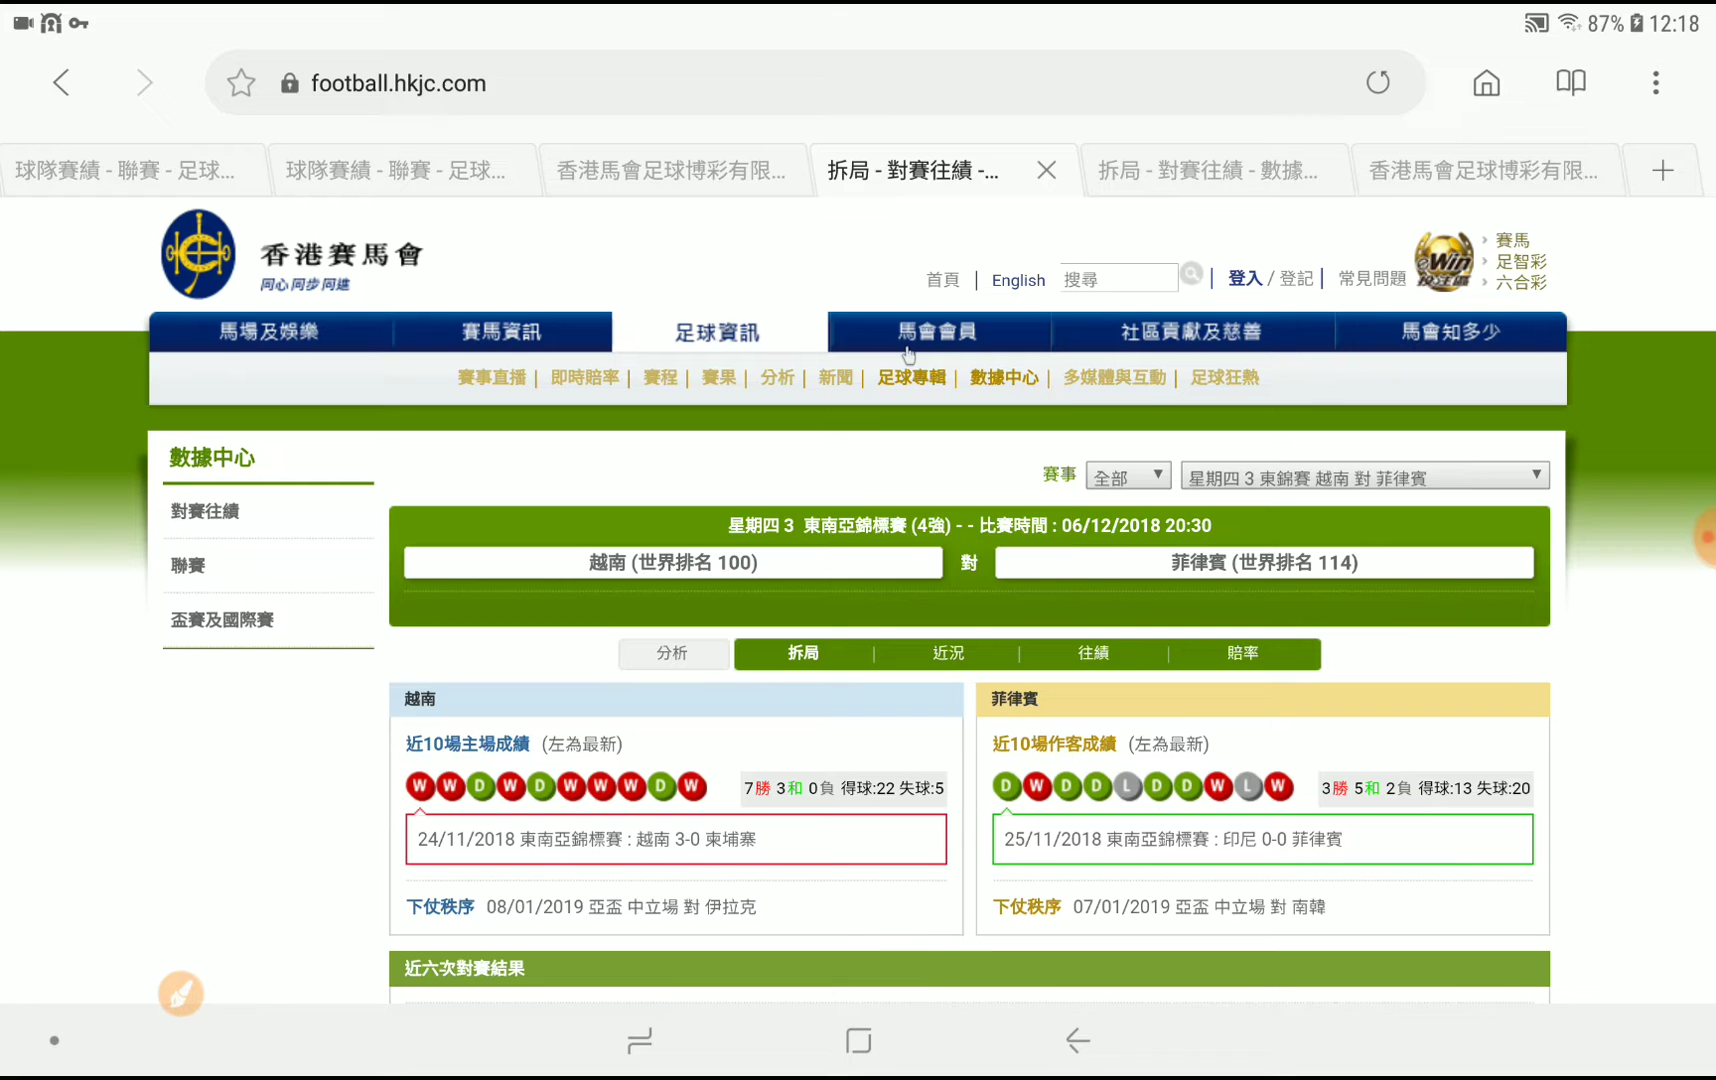 87% 12:18
football.hkjc.com
球隊賽績 - 聯賽 - 足球...
球隊賽績 - 聯賽 - 足球...
香港馬會足球博彩有限...
拆局 - 對賽往績 -...
拆局 - 對賽往績 - 數據...
香港馬會足球博彩有限...
香港賽馬會
同心同步同進
首頁 | English 搜尋 | 登入 / 登記 | 常見問題
eWin
投注區
賽馬
足智彩
六合彩
馬場及娛樂 賽馬資訊 足球資訊 馬會會員 社區貢獻及慈善 馬會知多少
賽事直播 | 即時賠率 | 賽程 | 賽果 | 分析 | 新聞 | 足球專輯 | 數據中心 | 多媒體與互動 | 足球狂熱
數據中心
對賽往績
聯賽
盃賽及國際賽
賽事 全部 星期四 3 東錦賽 越南 對 菲律賓
星期四 3 東南亞錦標賽 (4強) - - 比賽時間 : 06/12/2018 20:30
越南 (世界排名 100) 對 菲律賓 (世界排名 114)
分析 拆局 | 近況 | 往績 | 賠率
越南
近10場主場成績 (左為最新)
W W D W D W W W D W 7勝 3和 0負 得球:22 失球:5
24/11/2018 東南亞錦標賽 : 越南 3-0 柬埔寨
下仗秩序 08/01/2019 亞盃 中立場 對 伊拉克
菲律賓
近10場作客成績 (左為最新)
D W D D L D D W L W 3勝 5和 2負 得球:13 失球:20
25/11/2018 東南亞錦標賽 : 印尼 0-0 菲律賓
下仗秩序 07/01/2019 亞盃 中立場 對 南韓
近六次對賽結果